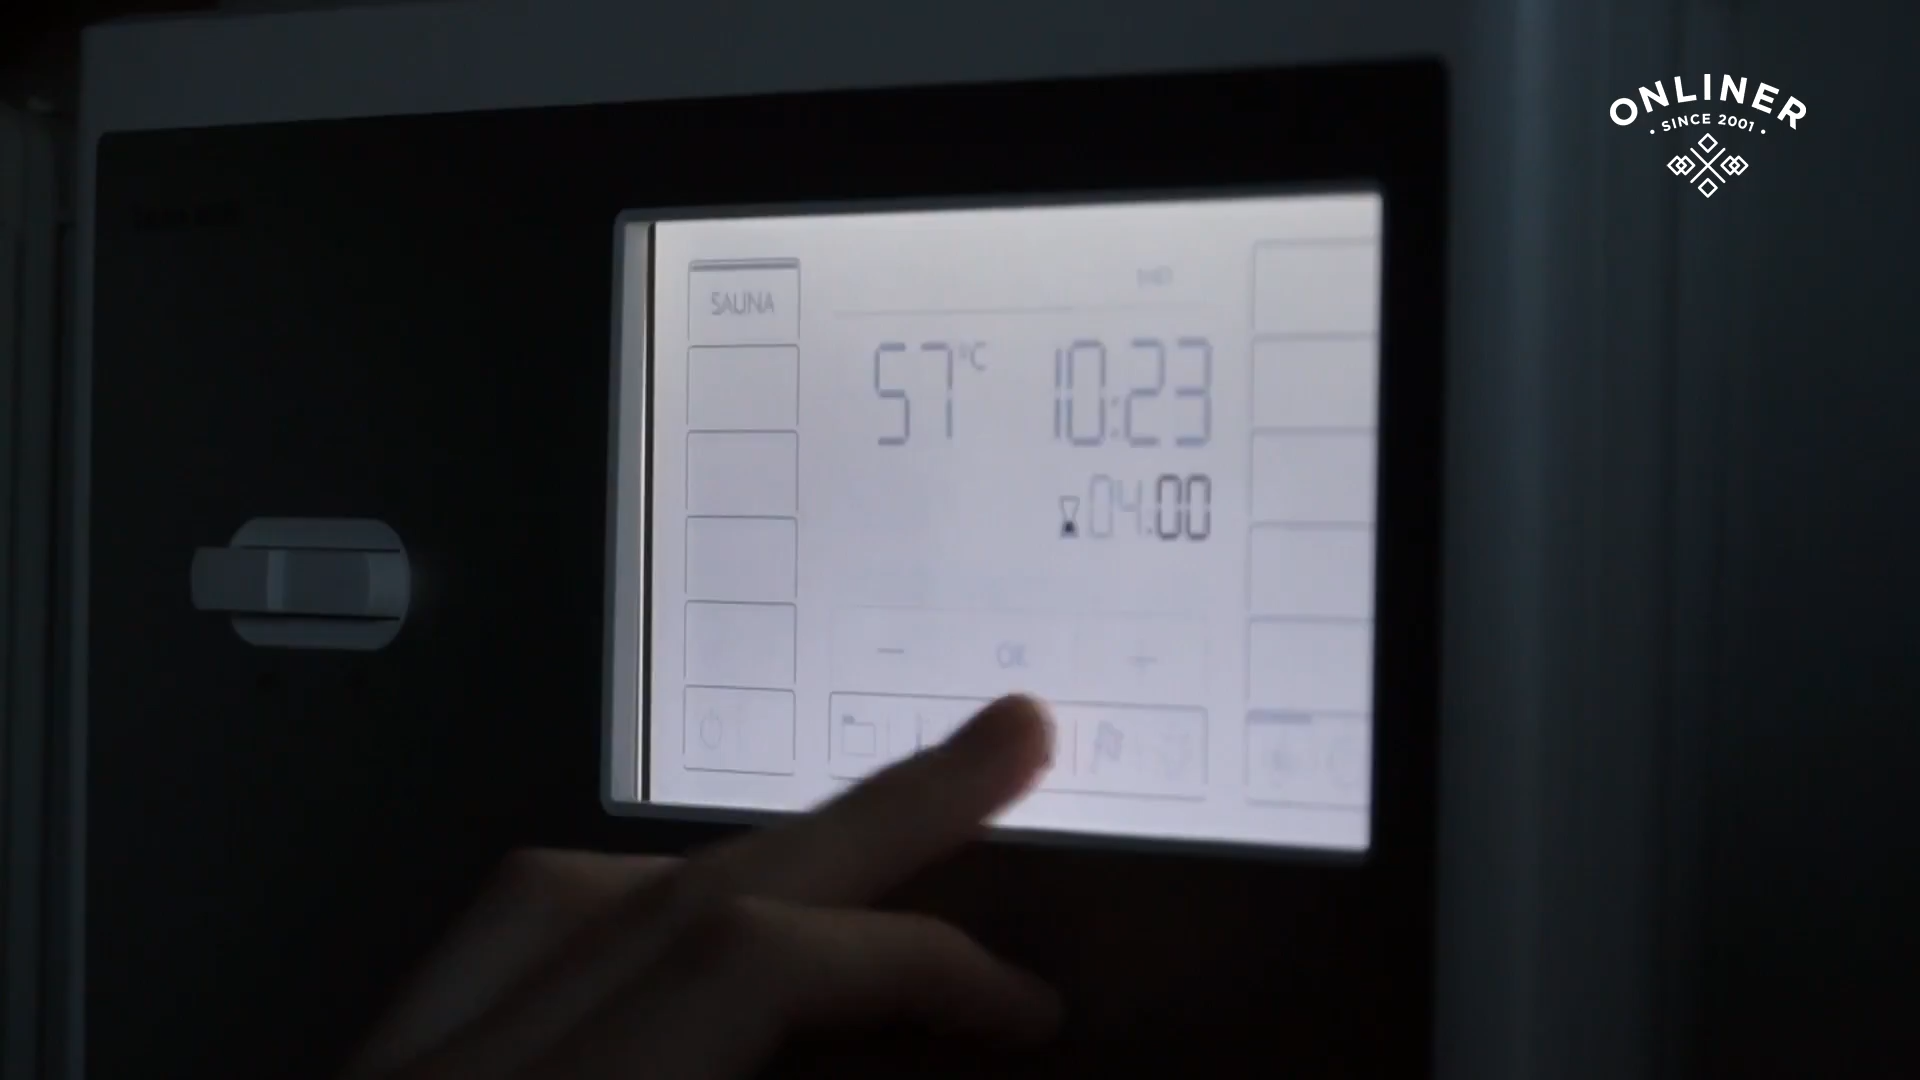 ONLINER
• SINCE 2001 •
SAUNA
57°C 10:23
04:00
— OK +